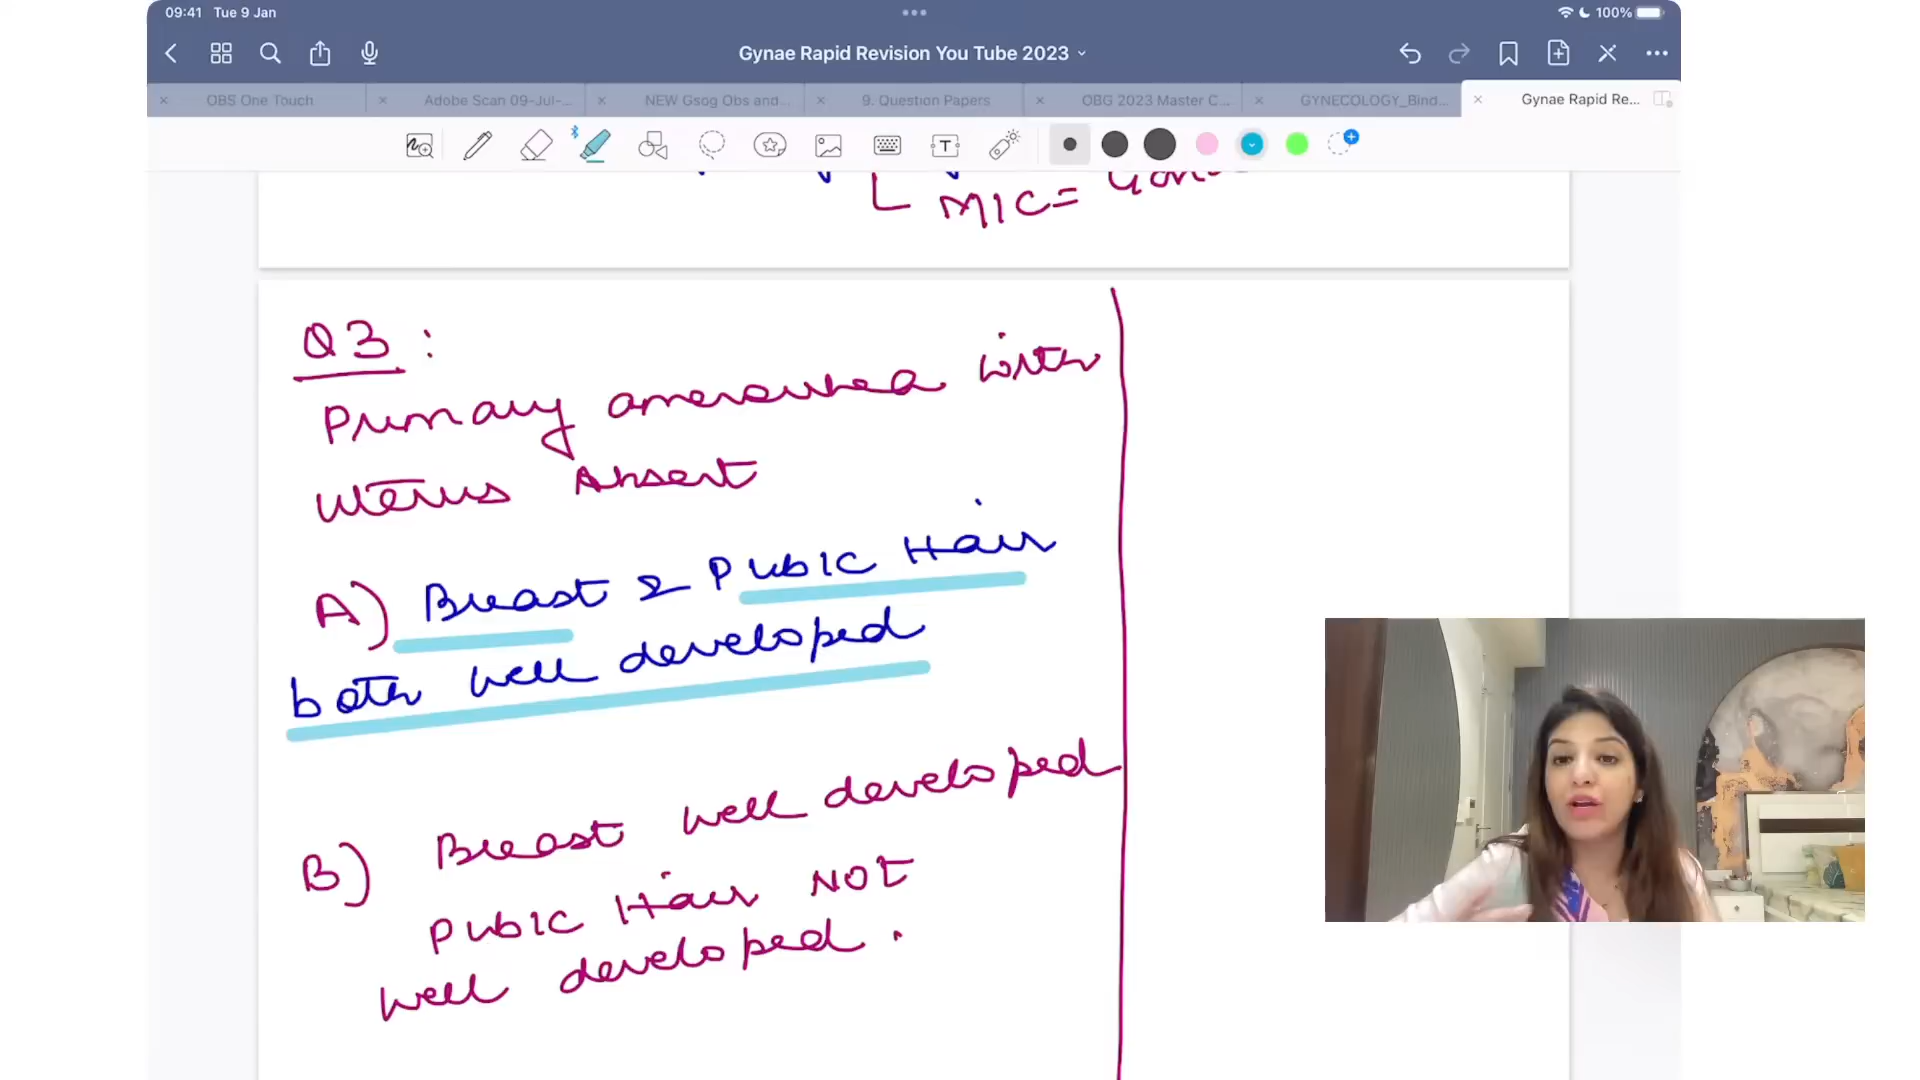 09:41 Tue 9 Jan
100%
Gynae Rapid Revision You Tube 2023
OBS One Touch
Adobe Scan 09-Jul-...
NEW Gsog Obs and...
9. Question Papers
OBG 2023 Master C...
GYNECOLOGY_Bind...
Gynae Rapid Re...
MIC =
Q3 :
Primary amenorrhea with
uterus Absent
A) Breast & Pubic Hair
both well developed
B) Breast well developed
Pubic Hair NOT
well developed.